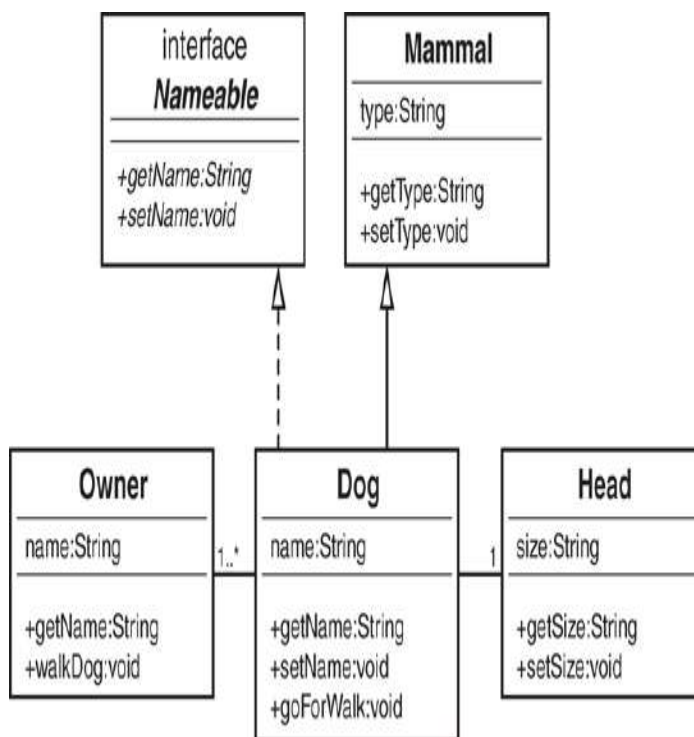 interface
Nameable
+getName:String
+setName:void
Mammal
type:String
+getType:String
+setType:void
Owner
name:String
+getName:String
+walkDog:void
1..*
Dog
name:String
+getName:String
+setName:void
+goForWalk:void
1
Head
size:String
+getSize:String
+setSize:void